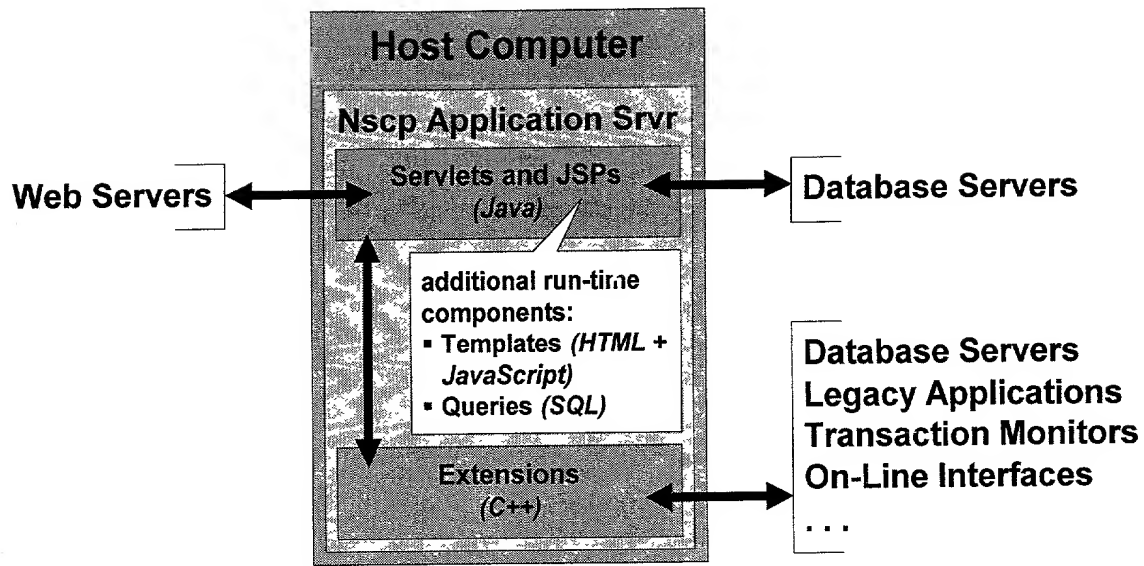 Host Computer
Nscp Application Srvr
Servlets and JSPs
(Java)
Web Servers
Database Servers
additional run-time
components:
▪ Templates (HTML +
JavaScript)
▪ Queries (SQL)
Extensions
(C++)
Database Servers
Legacy Applications
Transaction Monitors
On-Line Interfaces
. . .